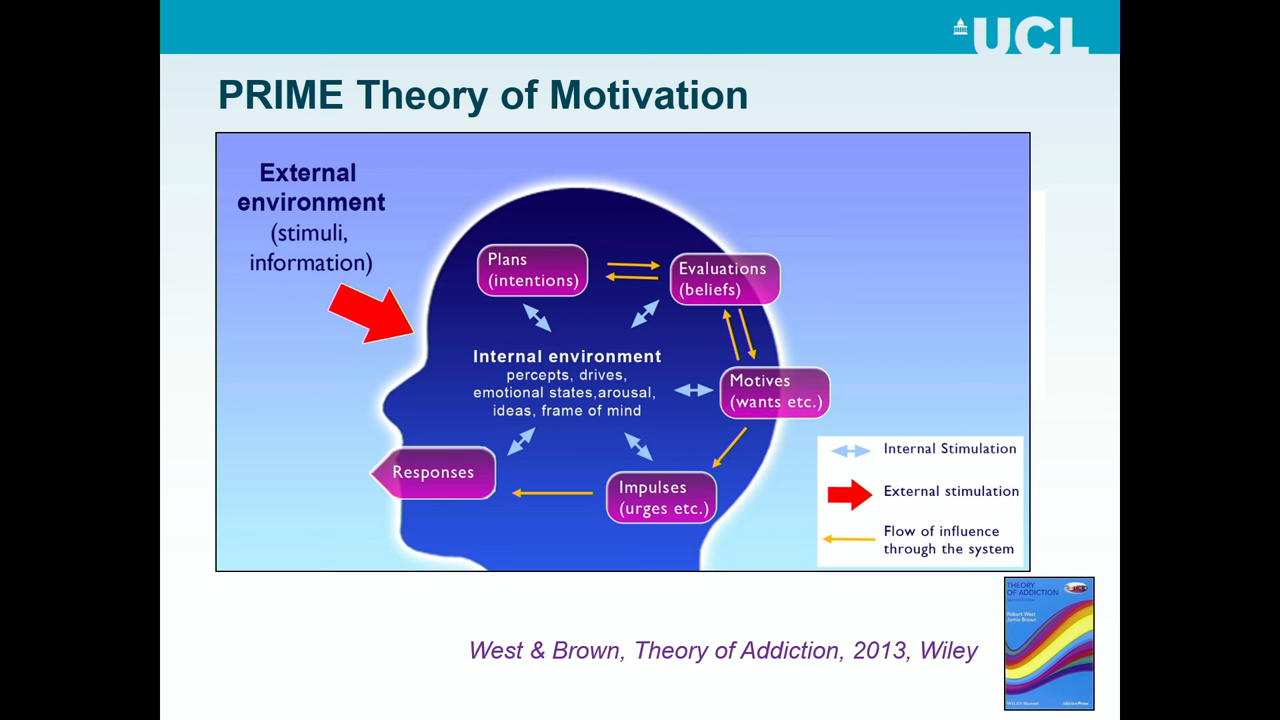 UCL
PRIME Theory of Motivation
External
environment
(stimuli,
information)
Plans
(intentions)
Evaluations
(beliefs)
Internal environment
percepts, drives,
emotional states,arousal,
ideas, frame of mind
Motives
(wants etc.)
Responses
Impulses
(urges etc.)
Internal Stimulation
External stimulation
Flow of influence
through the system
West & Brown, Theory of Addiction, 2013, Wiley
THEORY
OF ADDICTION
Robert West
Jamie Brown